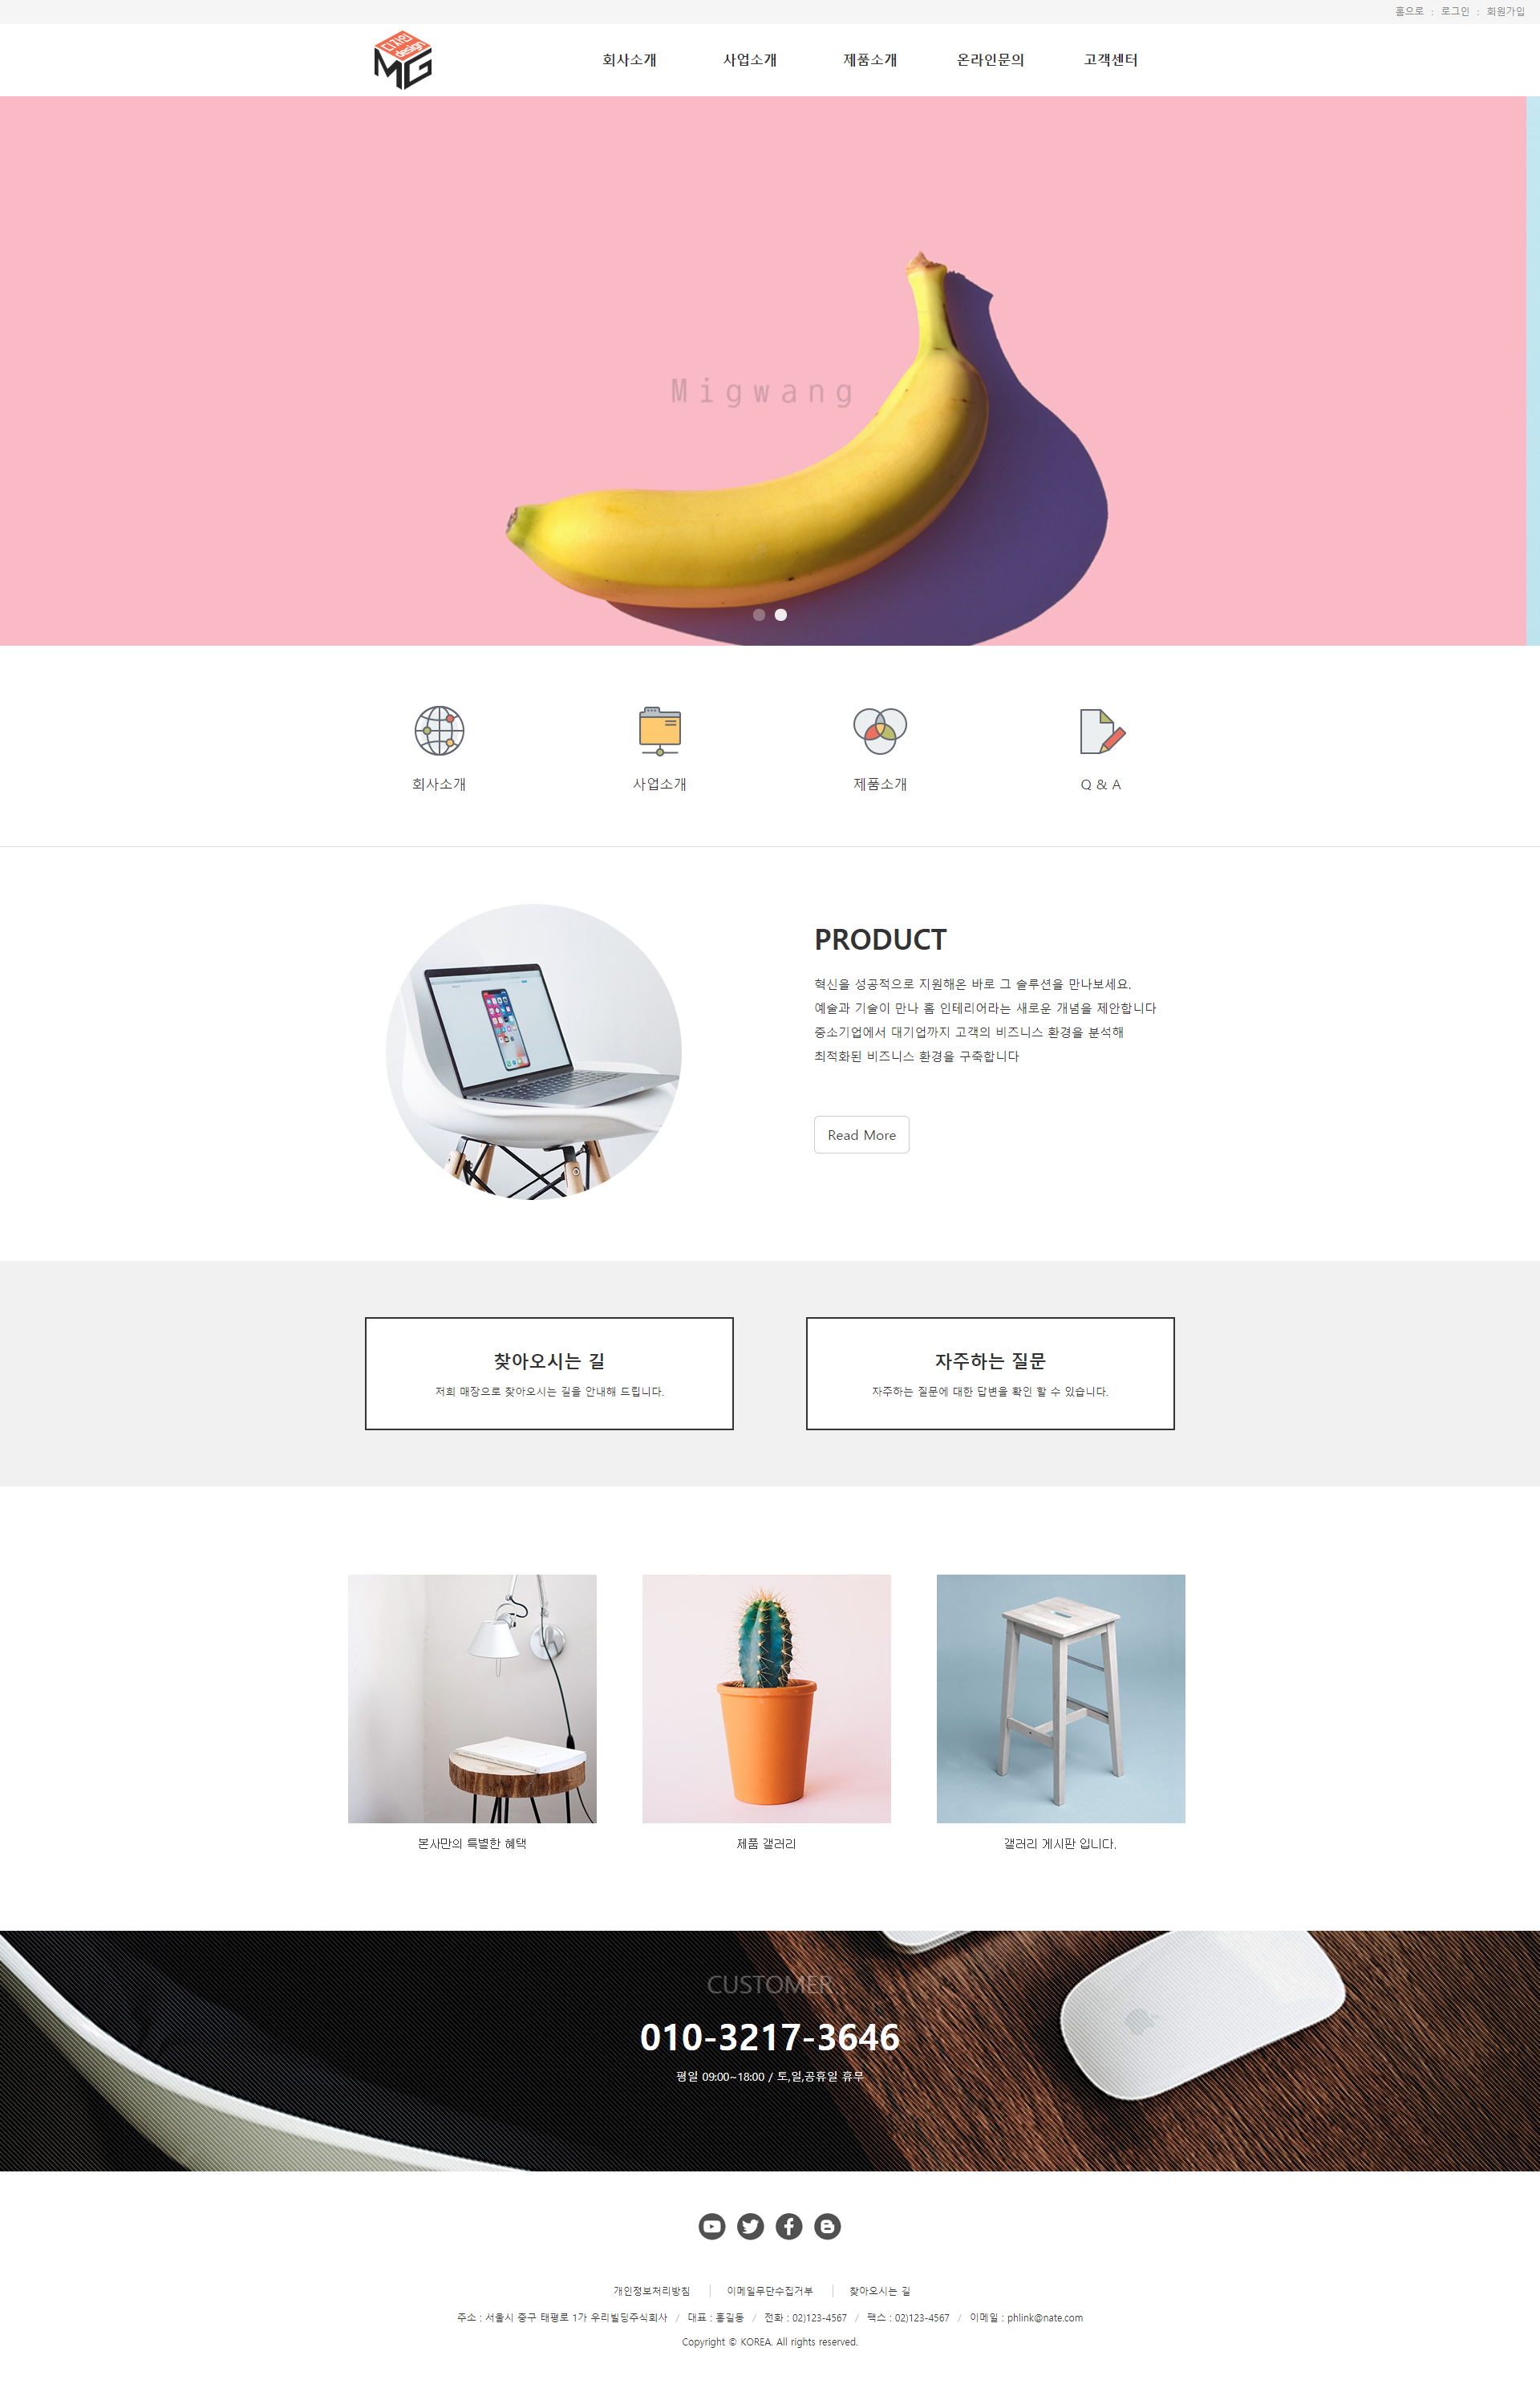 홈으로 : 로그인 : 회원가입
디자인
design
MG
회사소개 사업소개 제품소개 온라인문의 고객센터
Migwang
회사소개 사업소개 제품소개 Q & A
PRODUCT
혁신을 성공적으로 지원해온 바로 그 솔루션을 만나보세요.
예술과 기술이 만나 홈 인테리어라는 새로운 개념을 제안합니다
중소기업에서 대기업까지 고객의 비즈니스 환경을 분석해
최적화된 비즈니스 환경을 구축합니다
Read More
찾아오시는 길
저희 매장으로 찾아오시는 길을 안내해 드립니다.
자주하는 질문
자주하는 질문에 대한 답변을 확인 할 수 있습니다.
본사만의 특별한 혜택
제품 갤러리
갤러리 게시판 입니다.
CUSTOMER
010-3217-3646
평일 09:00~18:00 / 토,일,공휴일 휴무
개인정보처리방침 이메일무단수집거부 찾아오시는 길
주소 : 서울시 중구 태평로 1가 우리빌딩주식회사 / 대표 : 홍길동 / 전화 : 02)123-4567 / 팩스 : 02)123-4567 / 이메일 : phlink@nate.com
Copyright © KOREA. All rights reserved.